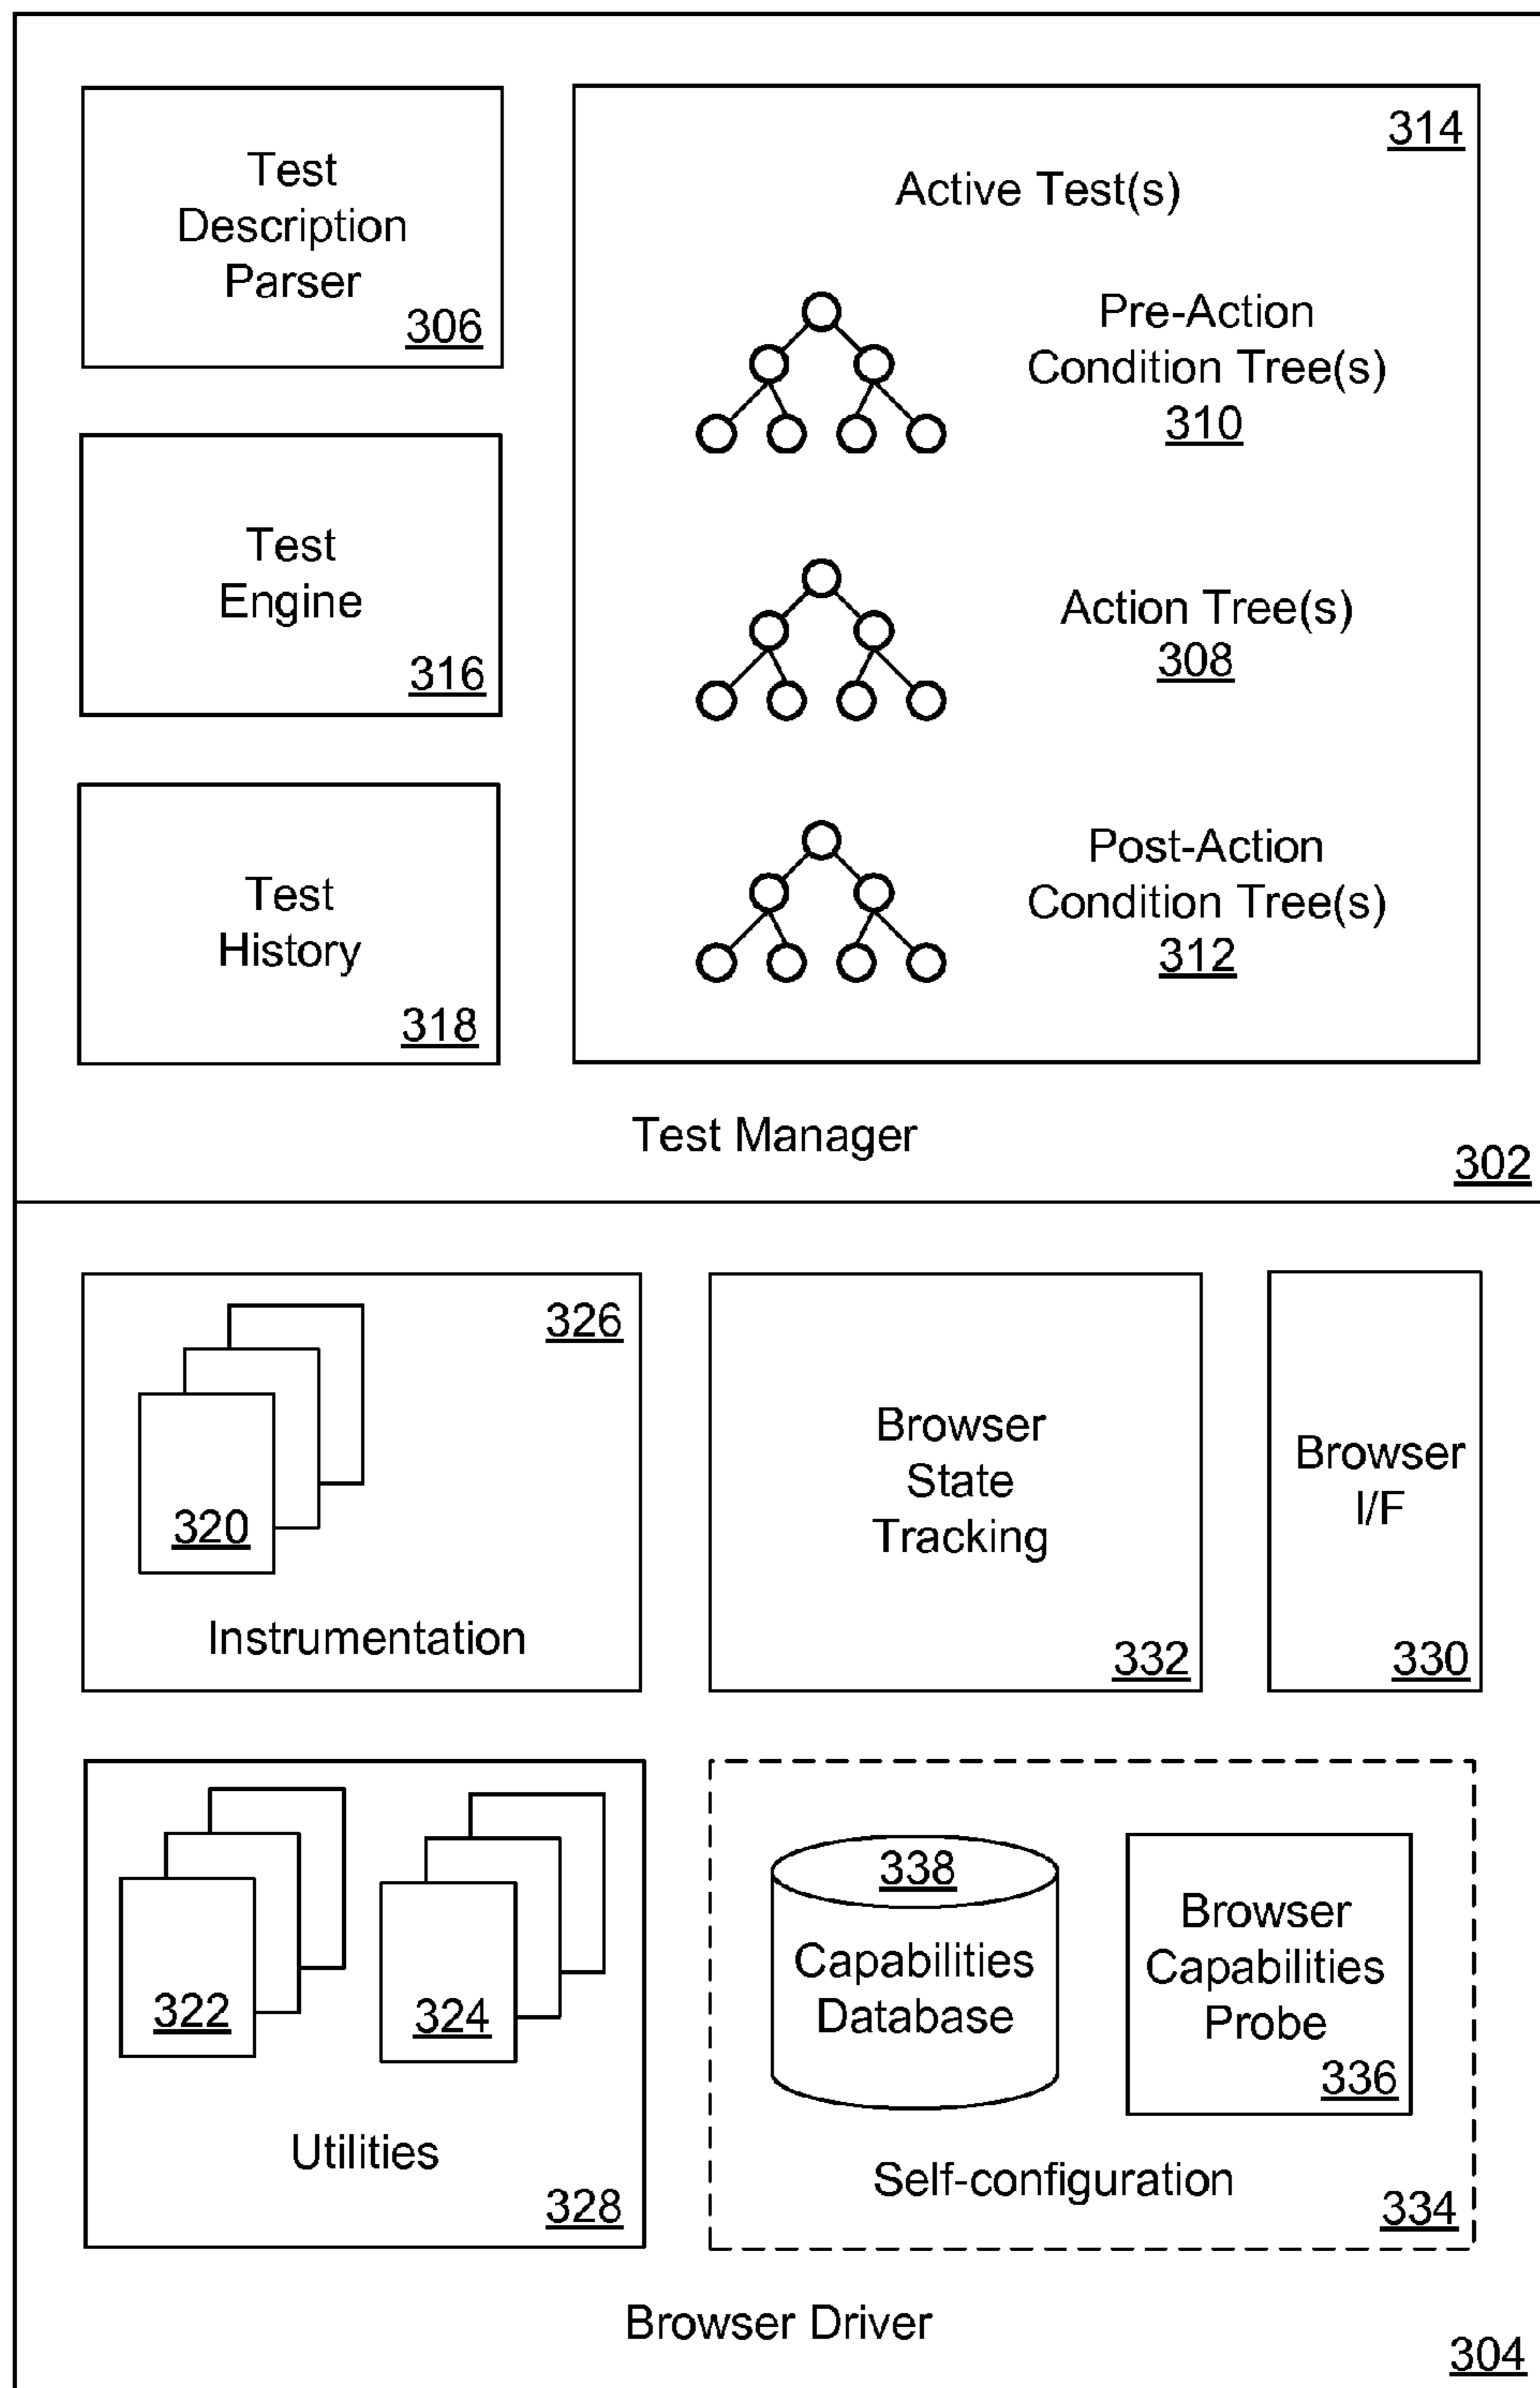 Test
Description
Parser
306
314
Active Test(s)
Pre-Action
Condition Tree(s)
310
Test
Engine
316
Action Tree(s)
308
Test
History
318
Post-Action
Condition Tree(s)
312
Test Manager
302
326
320
Instrumentation
Browser
State
Tracking
332
Browser
I/F
330
322
324
Utilities
328
338
Capabilities
Database
Browser
Capabilities
Probe
336
Self-configuration
334
Browser Driver
304